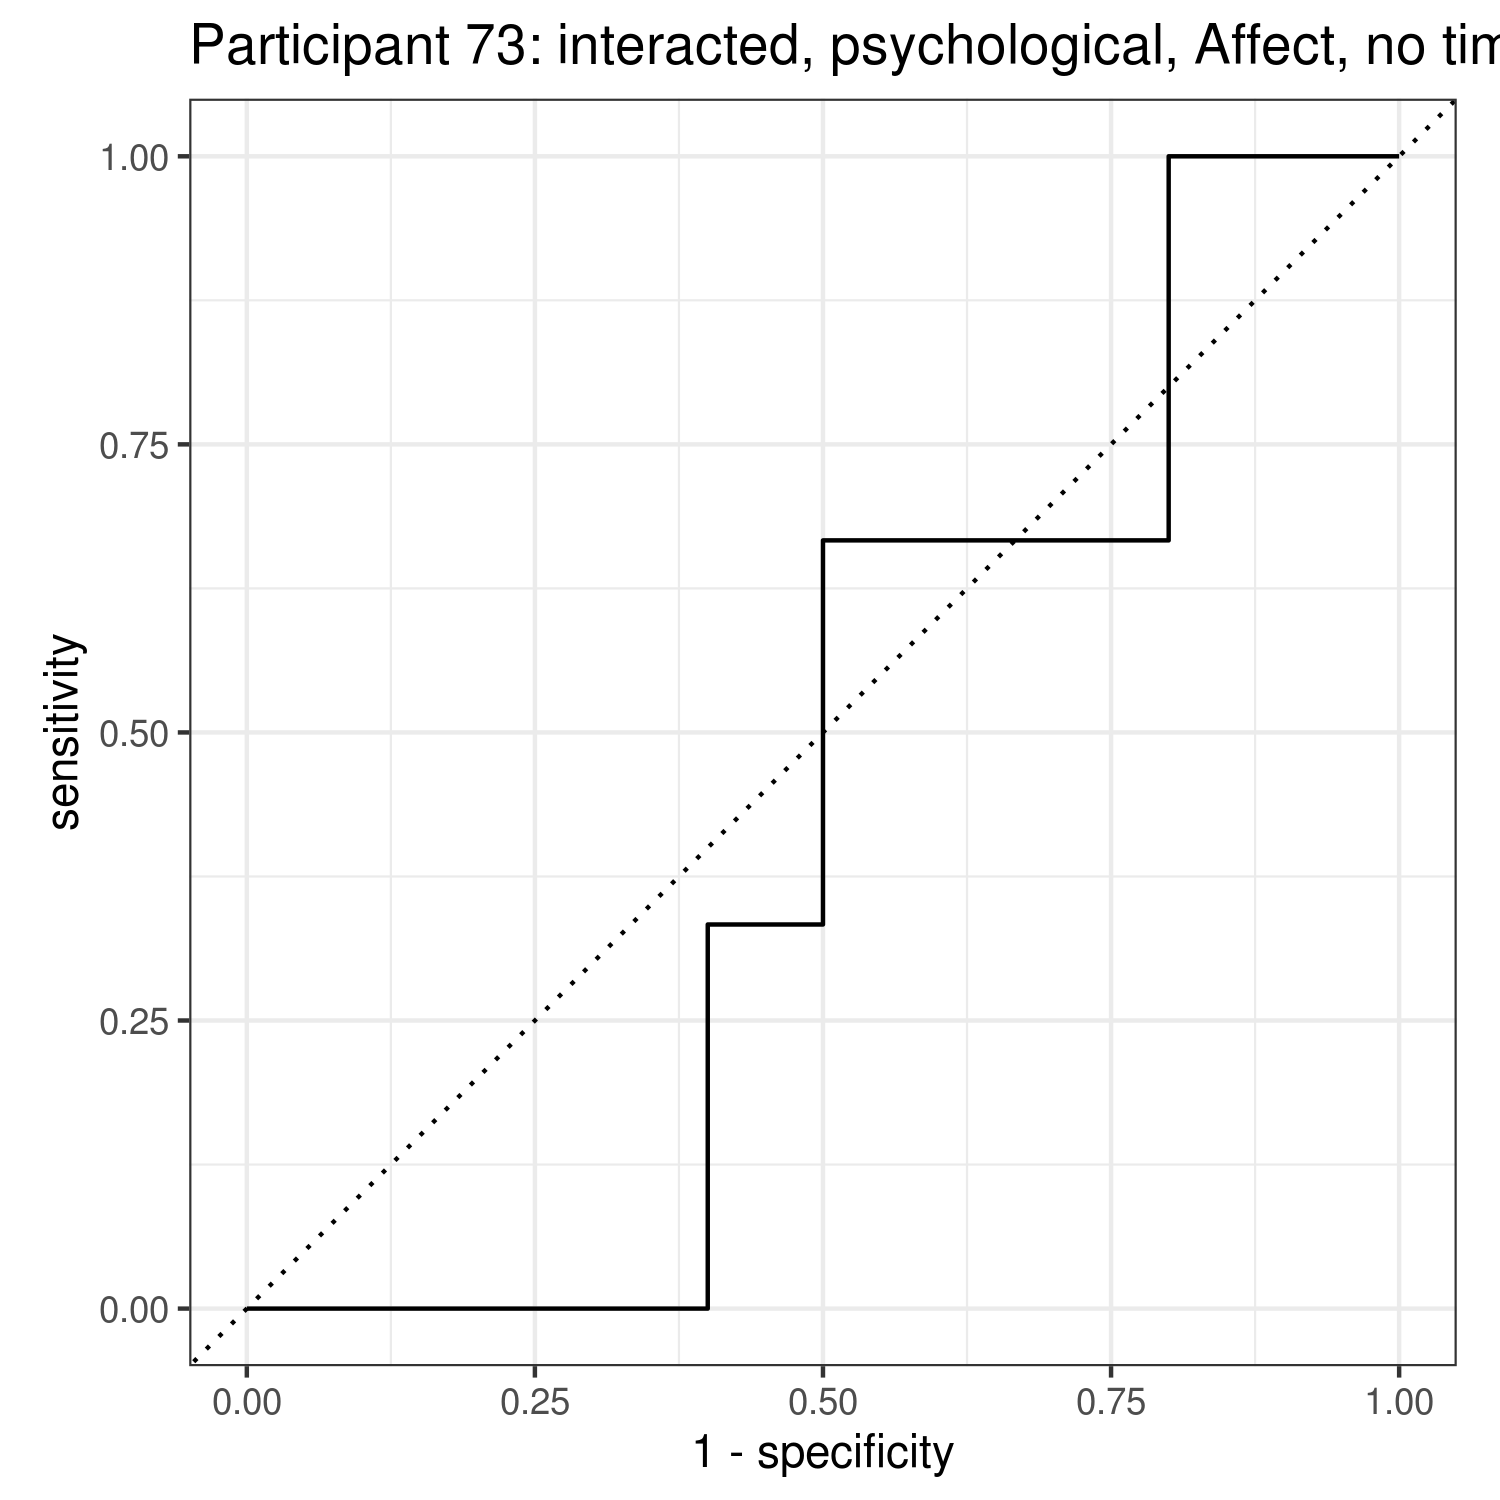 Participant 73: interacted, psychological, Affect, no
1.00
0.75
0.50
0.25
0.00
sensitivity
0.00 0.25 0.50 0.75 1.00
1 - specificity